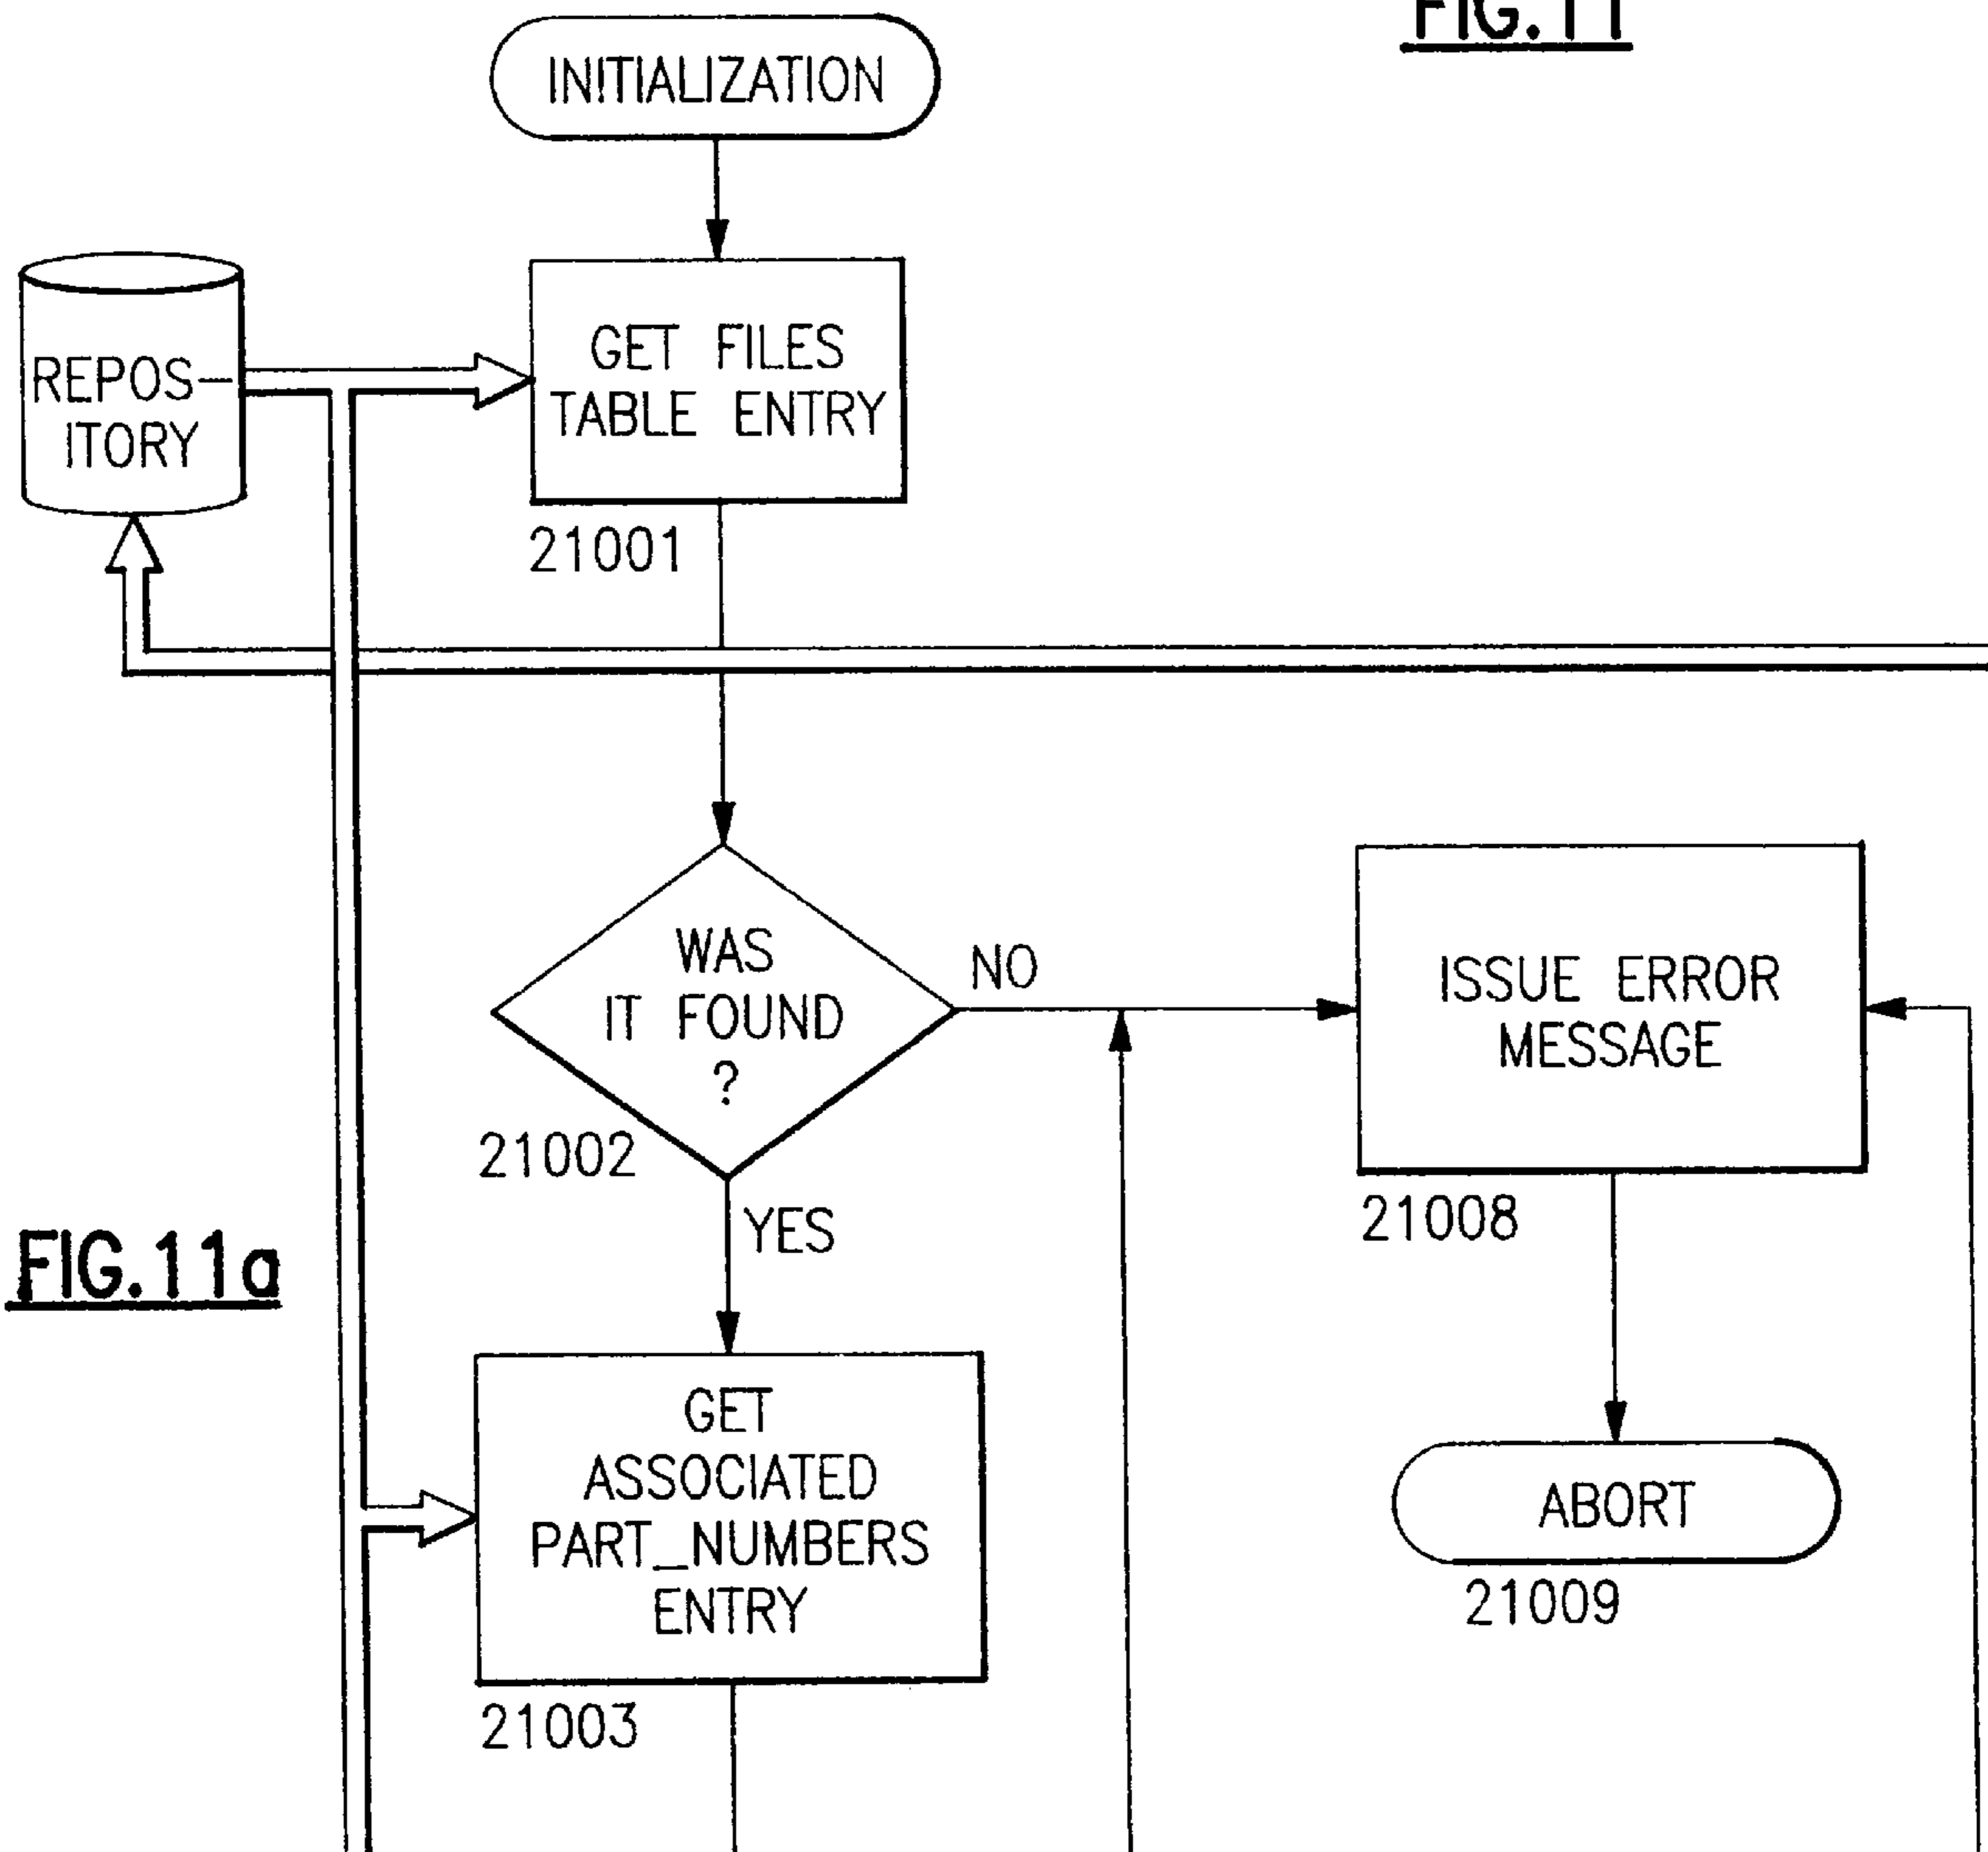 FIG.11
INITIALIZATION
REPOS-
ITORY
GET FILES
TABLE ENTRY
21001
WAS
IT FOUND
?
NO
21002
YES
ISSUE ERROR
MESSAGE
21008
FIG.11a
GET
ASSOCIATED
PART_NUMBERS
ENTRY
21003
ABORT
21009